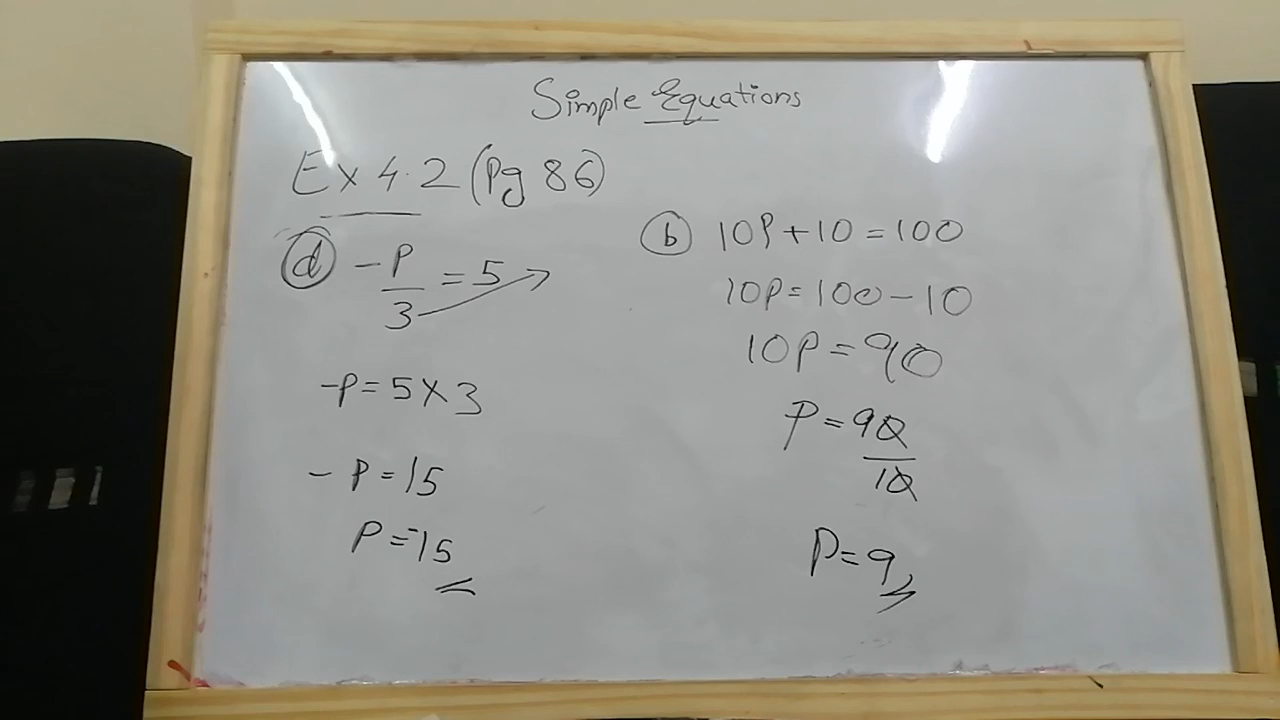 Simple Equations
Ex 4.2 (Pg 86)
(d) -P/3 = 5
-P = 5 × 3
- P = 15
P = -15
(b) 10P + 10 = 100
10P = 100 - 10
10P = 90
P = 90/10
P = 9